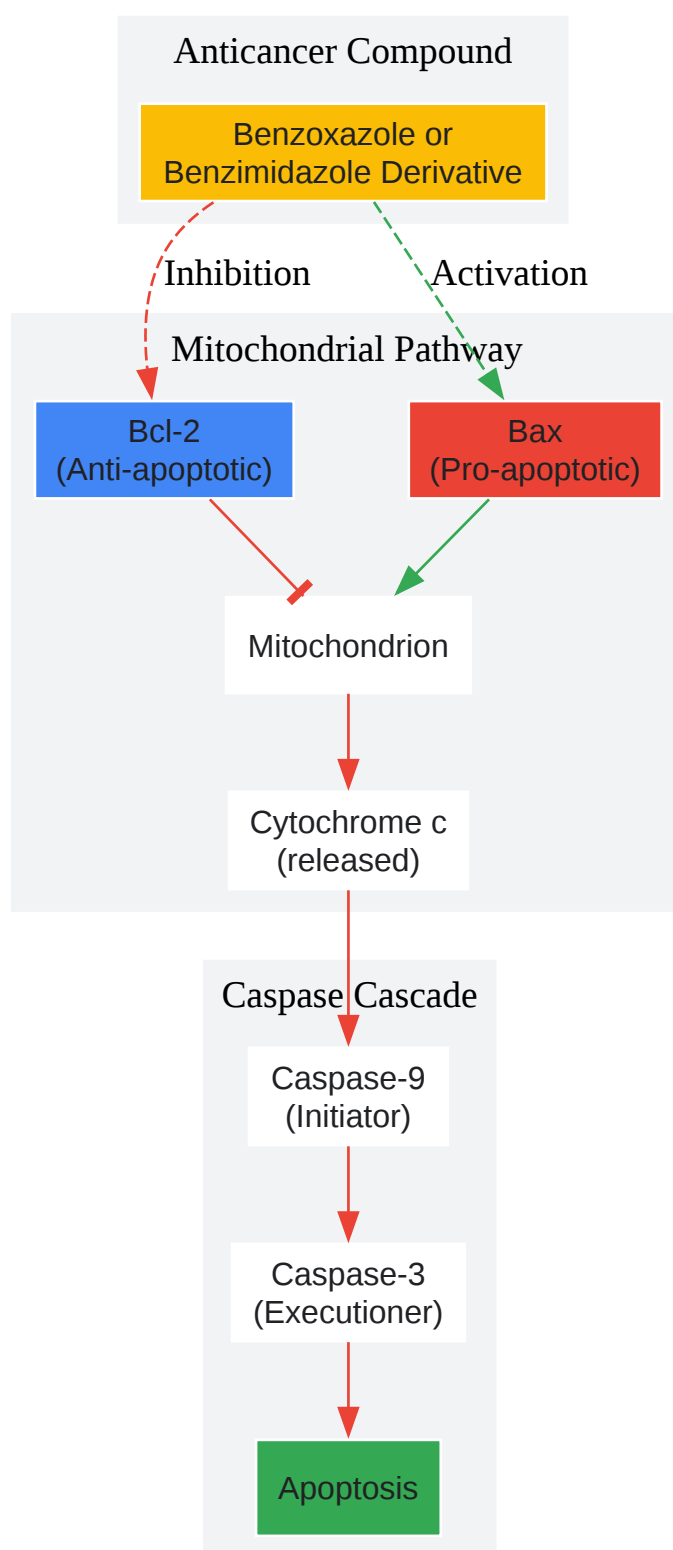 Anticancer Compound
Benzoxazole or
Benzimidazole Derivative
Inhibition
Activation
Mitochondrial Pathway
Bcl-2
(Anti-apoptotic)
Bax
(Pro-apoptotic)
Mitochondrion
Cytochrome c
(released)
Caspase Cascade
Caspase-9
(Initiator)
Caspase-3
(Executioner)
Apoptosis